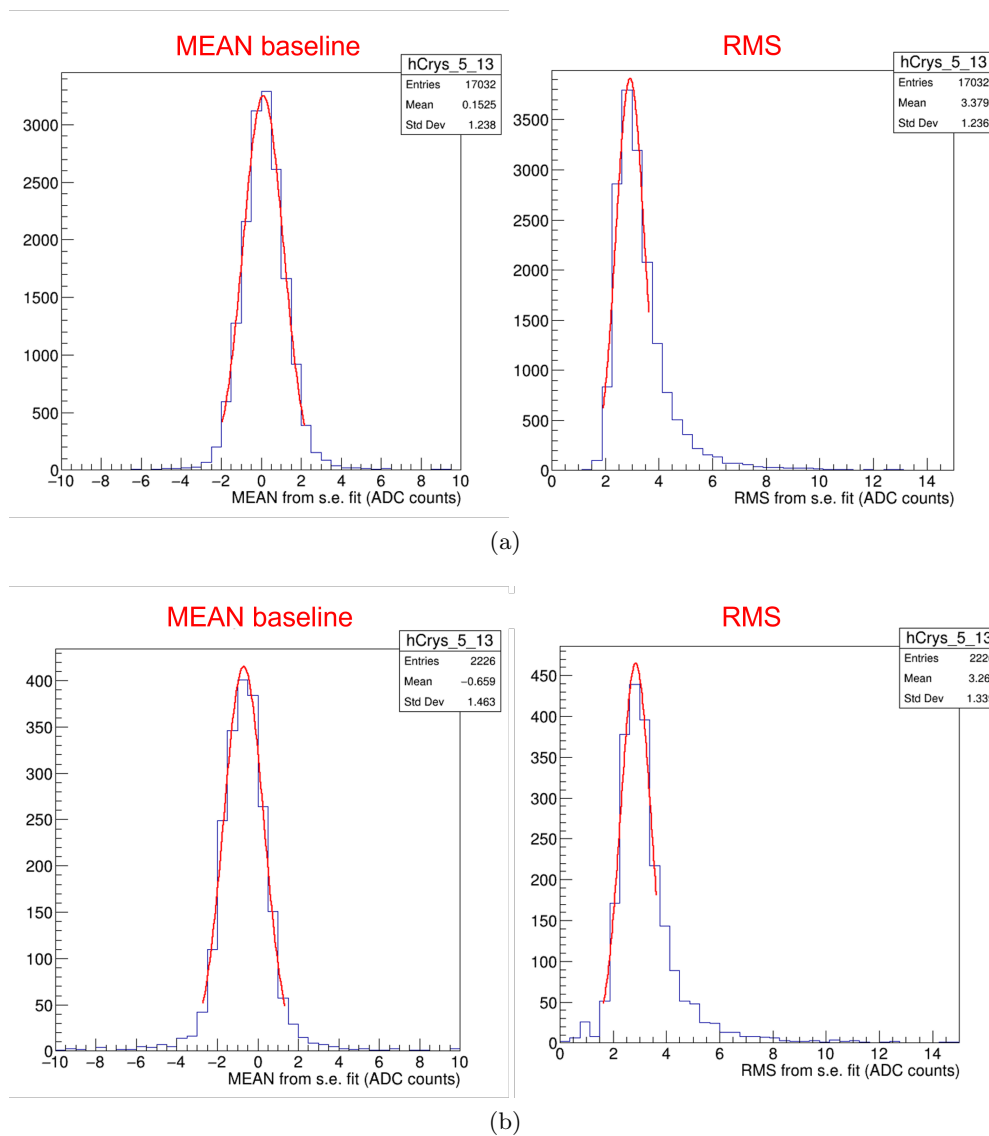 MEAN baseline
hCrys_5_13
Entries 17032
Mean 0.1525
Std Dev 1.238
3000
2500
2000
1500
1000
500
0
−10 −8 −6 −4 −2 0 2 4 6 8 10
MEAN from s.e. fit (ADC counts)
RMS
hCrys_5_13
Entries 17032
Mean 3.379
Std Dev 1.236
3500
3000
2500
2000
1500
1000
500
0
0 2 4 6 8 10 12 14
RMS from s.e. fit (ADC counts)
(a)
MEAN baseline
hCrys_5_13
Entries 2226
Mean −0.659
Std Dev 1.463
400
350
300
250
200
150
100
50
0
−10 −8 −6 −4 −2 0 2 4 6 8 10
MEAN from s.e. fit (ADC counts)
RMS
hCrys_5_13
Entries
Mean 3.26
Std Dev
450
400
350
300
250
200
150
100
50
0
0 2 4 6 8 10 12 14
RMS from s.e. fit (ADC counts)
(b)